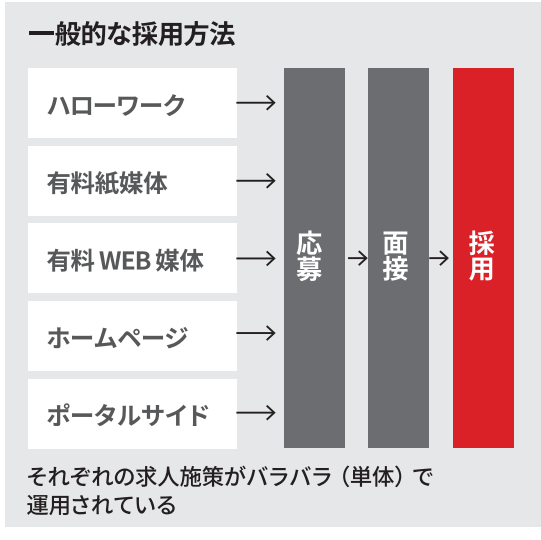 一般的な採用方法
ハローワーク
有料紙媒体
有料 WEB 媒体
ホームページ
ポータルサイド
応募
面接
採用
それぞれの求人施策がバラバラ（単体）で
運用されている